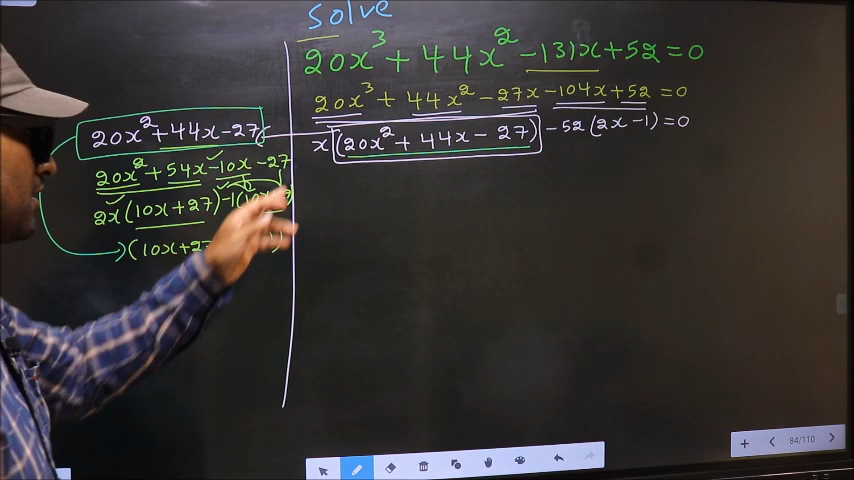 Solve
20x³ + 44x² - 131x + 52 = 0
20x³ + 44x² - 27x - 104x + 52 = 0
x(20x² + 44x - 27) - 52(2x - 1) = 0
20x² + 44x - 27
20x² + 54x - 10x - 27
2x(10x + 27) - 1(10x
(10x + 27
84/110